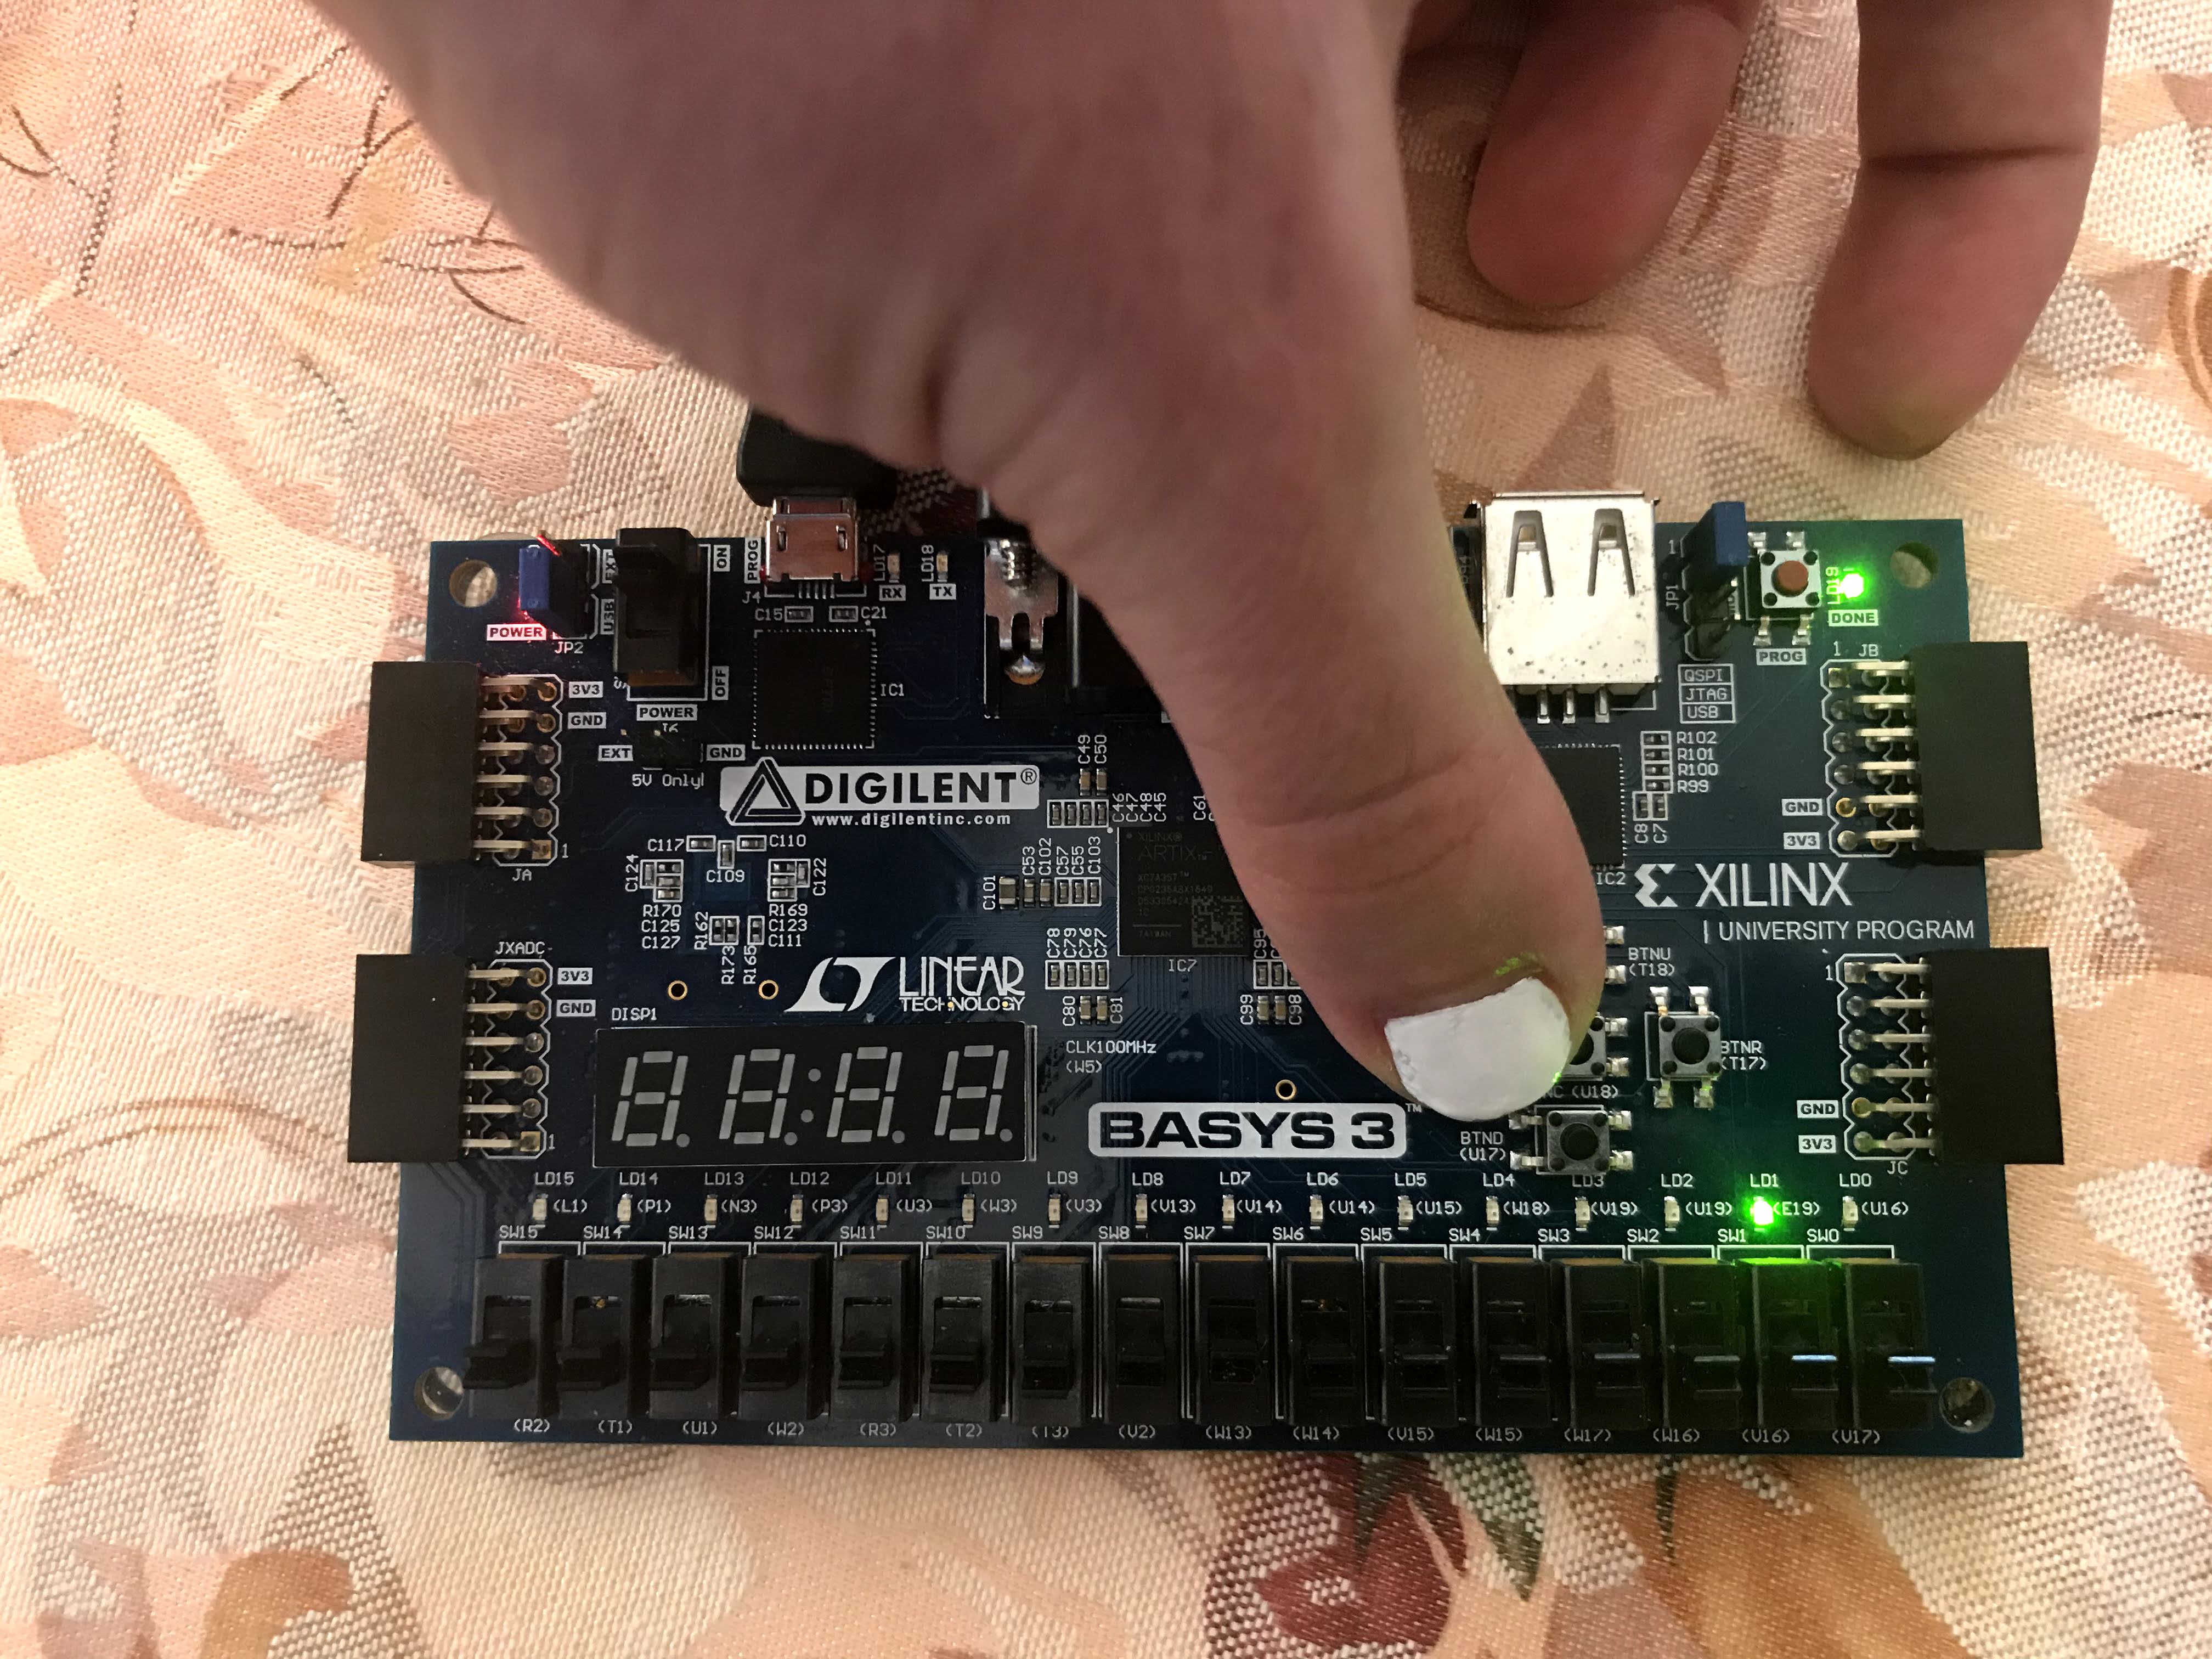 PROG
LD17
LD18
RX
TX
ON
EXT
USB
POWER
JP2
J4
C15
C21
OFF
POWER
J6
EXT
GND
5V Only!
IC1
3V3
GND
1
JA
JP1
1
LD19
DONE
PROG
QSPI
JTAG
USB
1
JB
R102
R101
R100
R99
C8
C7
GND
3V3
IC2
DIGILENT®
www.digilentinc.com
C49
C50
C46
C47
C48
C45
C61
C117
C110
C124
C109
C122
R170
C125
C127
R162
R173
R165
R169
C123
C111
C53
C102
C57
C55
C103
C101
XILINX®
ARTIX
XC7A35T™
TAIWAN
IC7
C78
C79
C76
C77
C80
C81
C95
C99
C98
XILINX
UNIVERSITY PROGRAM
JXADC
3V3
GND
1
LINEAR
TECHNOLOGY
DISP1
CLK100MHz
(W5)
BTNU
(T18)
BTNR
(T17)
(U18)
BTND
(U17)
BASYS 3™
1
GND
3V3
JC
LD15 LD14 LD13 LD12 LD11 LD10 LD9 LD8 LD7 LD6 LD5 LD4 LD3 LD2 LD1 LD0
(L1) (P1) (N3) (P3) (U3) (W3) (V3) (V13) (V14) (U14) (U15) (W18) (V19) (U19) (E19) (U16)
SW15 SW14 SW13 SW12 SW11 SW10 SW9 SW8 SW7 SW6 SW5 SW4 SW3 SW2 SW1 SW0
(R2) (T1) (U1) (W2) (R3) (T2) (T3) (V2) (W13) (W14) (V15) (W15) (W17) (W16) (V16) (V17)